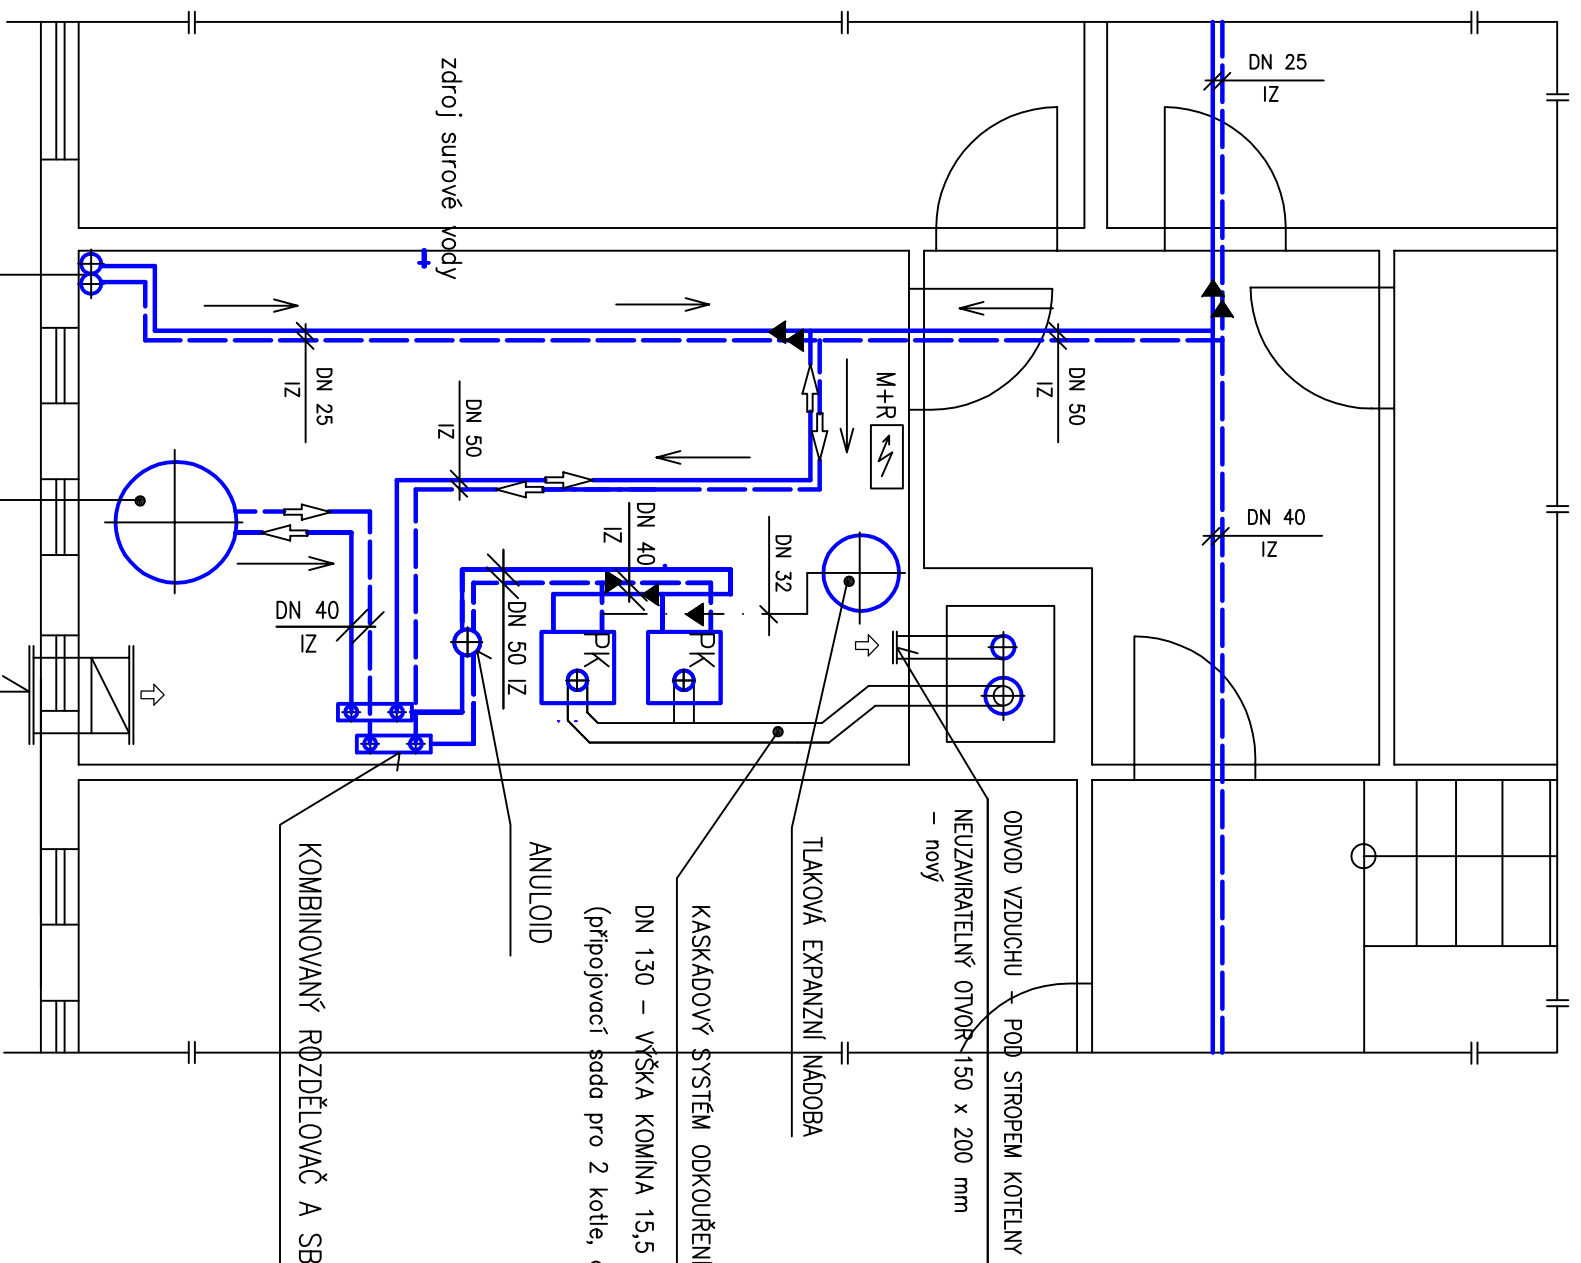 DN 25
IZ
zdroj surové vody
DN 25
IZ
DN 50
IZ
M+R
DN 50
IZ
DN 40
IZ
DN 40
IZ
DN 32
DN 40
IZ
DN 50 IZ
PK
PK
ODVOD VZDUCHU – POD STROPEM KOTELNY
NEUZAVIRATELNÝ OTVOR 150 x 200 mm
– nový
TLAKOVÁ EXPANZNÍ NÁDOBA
KASKÁDOVÝ SYSTÉM ODKOUŘENÍ
DN 130 – VÝŠKA KOMÍNA 15,5
(připojovací sada pro 2 kotle,
ANULOID
KOMBINOVANÝ ROZDĚLOVAČ A SB